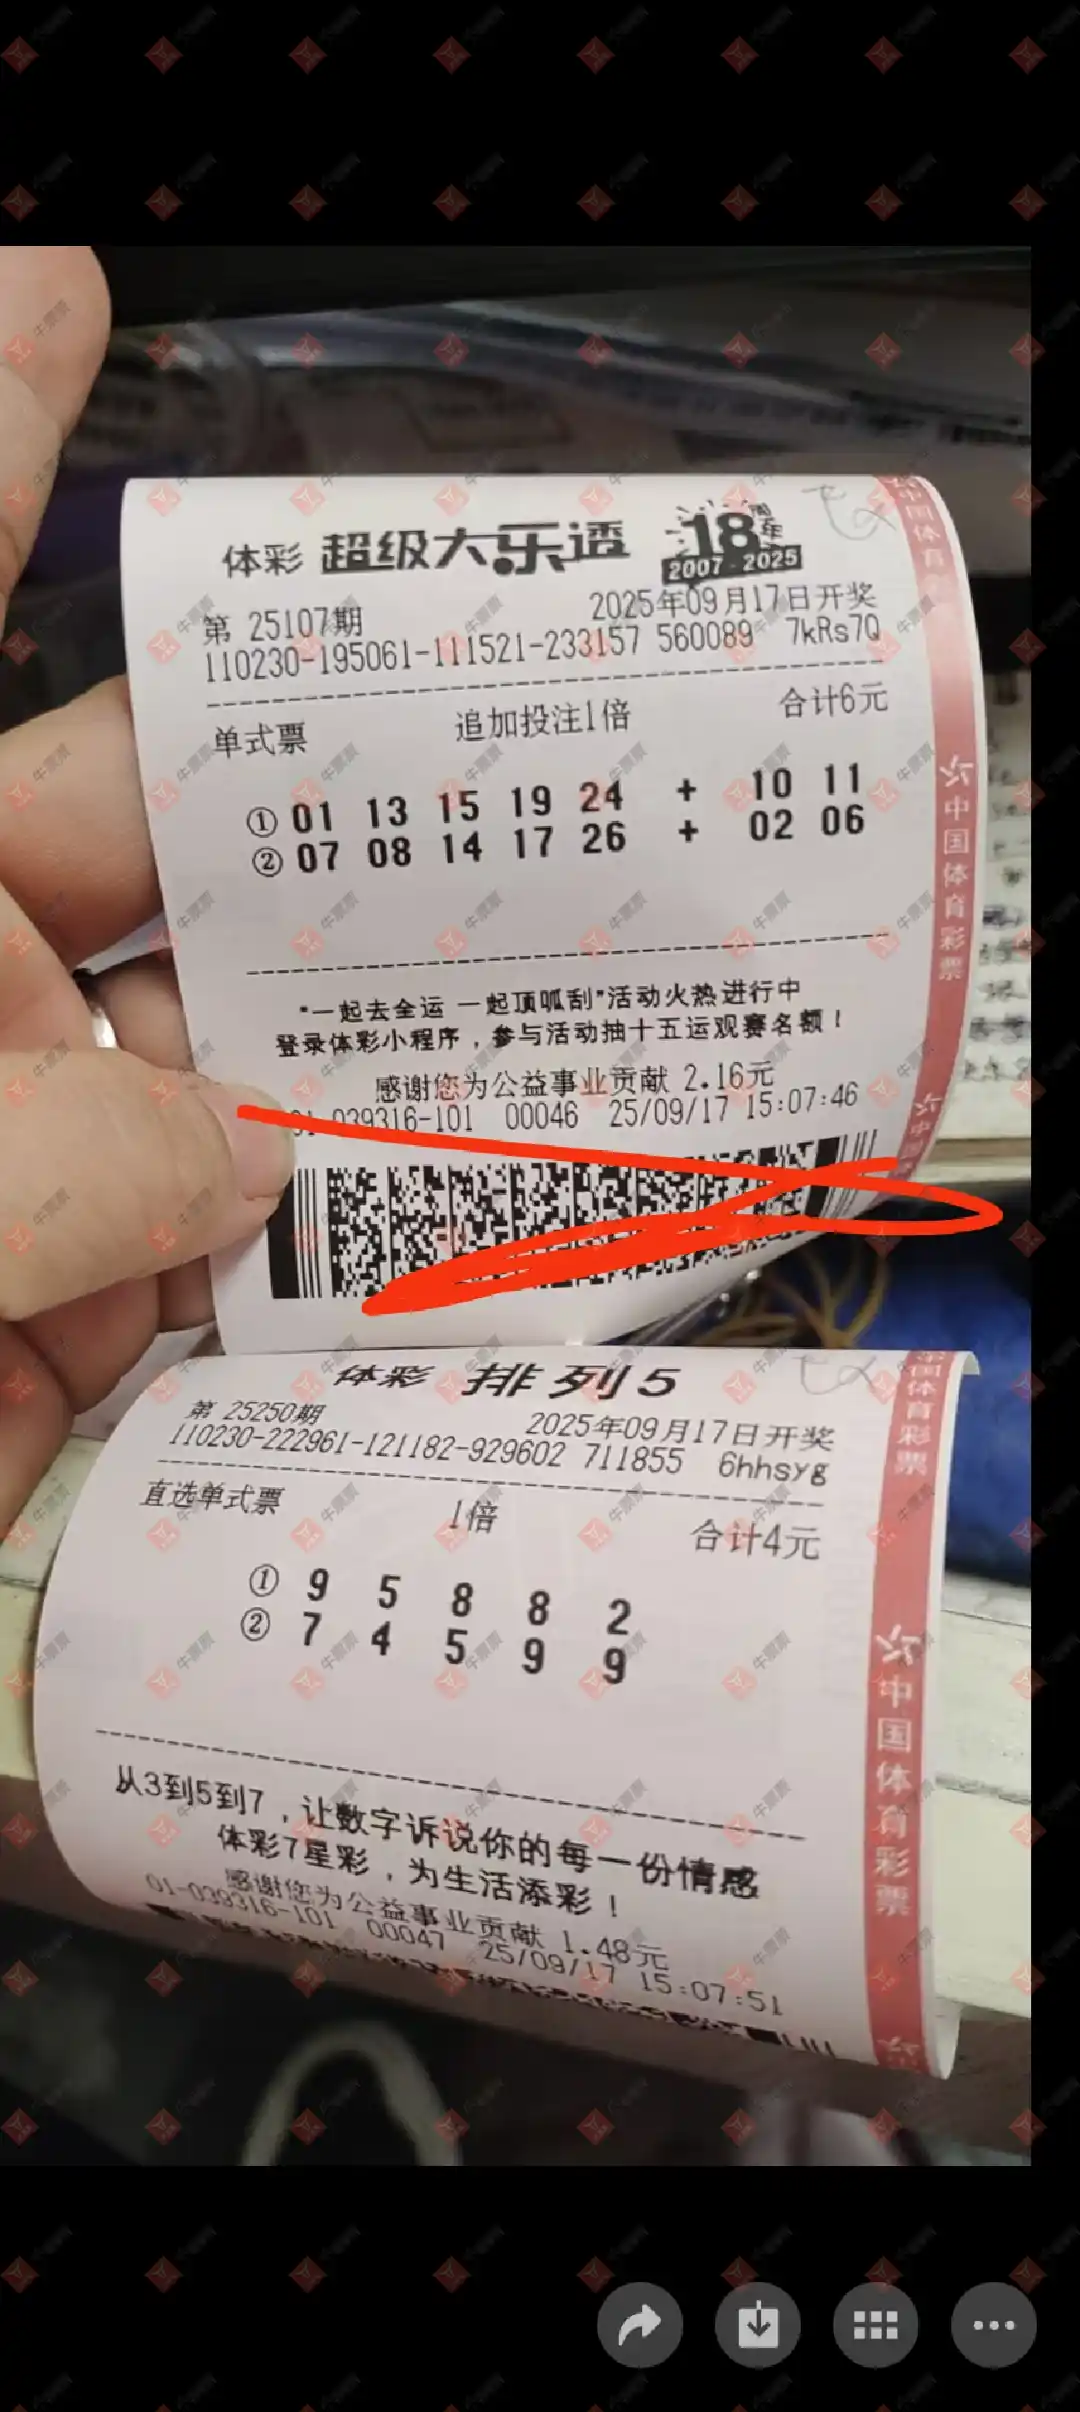 体彩 超级大乐透 18周年
2007-2025
第 25107期 2025年09月17日开奖
110230-195061-111521-233157 560089 7kRs7Q
单式票 追加投注1倍 合计6元
① 01 13 15 19 24 + 10 11
② 07 08 14 17 26 + 02 06
"一起去全运 一起顶呱刮"活动火热进行中
登录体彩小程序，参与活动抽十五运观赛名额！
感谢您为公益事业贡献 2.16元
01-039316-101 00046 25/09/17 15:07:46
中国体育彩票
体彩 排列5
第 25250期 2025年09月17日开奖
110230-222961-121182-929602 711855 6hhsyg
直选单式票 1倍 合计4元
① 9 5 8 8 2
② 7 4 5 9 9
从3到5到7，让数字诉说你的每一份情感
体彩7星彩，为生活添彩！
感谢您为公益事业贡献 1.48元
01-039316-101 00047 25/09/17 15:07:51
中国体育彩票
牛票票